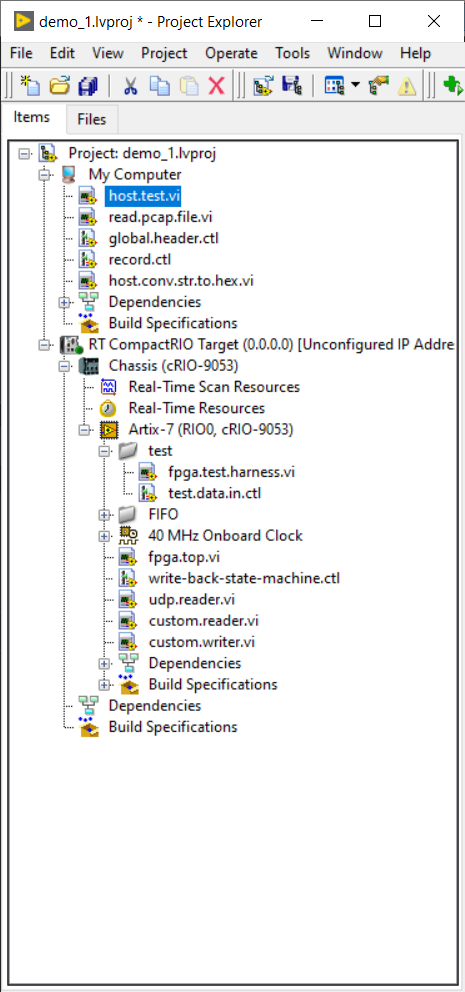 demo_1.lvproj * - Project Explorer
File Edit View Project Operate Tools Window Help
Items Files
Project: demo_1.lvproj
My Computer
host.test.vi
read.pcap.file.vi
global.header.ctl
record.ctl
host.conv.str.to.hex.vi
Dependencies
Build Specifications
RT CompactRIO Target (0.0.0.0) [Unconfigured IP Addre
Chassis (cRIO-9053)
Real-Time Scan Resources
Real-Time Resources
Artix-7 (RIO0, cRIO-9053)
test
fpga.test.harness.vi
test.data.in.ctl
FIFO
40 MHz Onboard Clock
fpga.top.vi
write-back-state-machine.ctl
udp.reader.vi
custom.reader.vi
custom.writer.vi
Dependencies
Build Specifications
Dependencies
Build Specifications